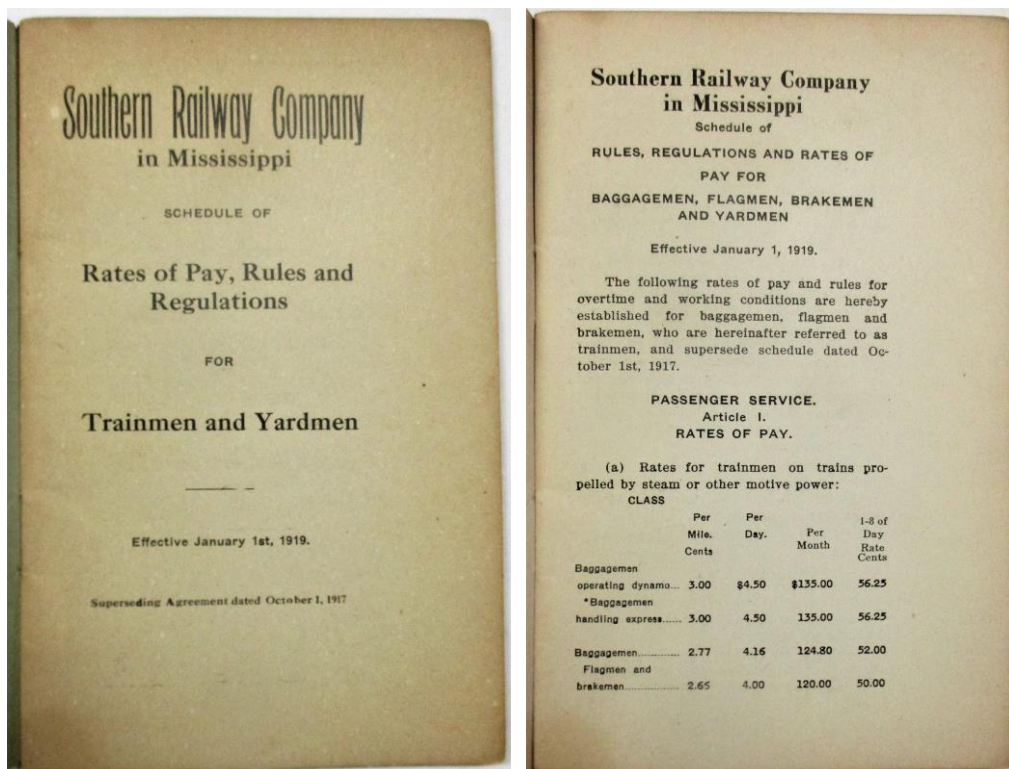 Southern Railway Company
in Mississippi
SCHEDULE OF
Rates of Pay, Rules and
Regulations
FOR
Trainmen and Yardmen
Effective January 1st, 1919.
Superseding Agreement dated October 1, 1917
Southern Railway Company
in Mississippi
Schedule of
RULES, REGULATIONS AND RATES OF
PAY FOR
BAGGAGEMEN, FLAGMEN, BRAKEMEN
AND YARDMEN
Effective January 1, 1919.
The following rates of pay and rules for
overtime and working conditions are hereby
established for baggagemen, flagmen and
brakemen, who are hereinafter referred to as
trainmen, and supersede schedule dated Oc-
tober 1st, 1917.
PASSENGER SERVICE.
Article I.
RATES OF PAY.
(a) Rates for trainmen on trains pro-
pelled by steam or other motive power:
CLASS
Per Per 1-8 of
Mile. Day. Per Day
Cents Month Rate
Cents
Baggagemen
operating dynamo... 3.00 $4.50 $135.00 56.25
*Baggagemen
handling express...... 3.00 4.50 135.00 56.25
Baggagemen............. 2.77 4.16 124.80 52.00
Flagmen and
brakemen................. 2.65 4.00 120.00 50.00